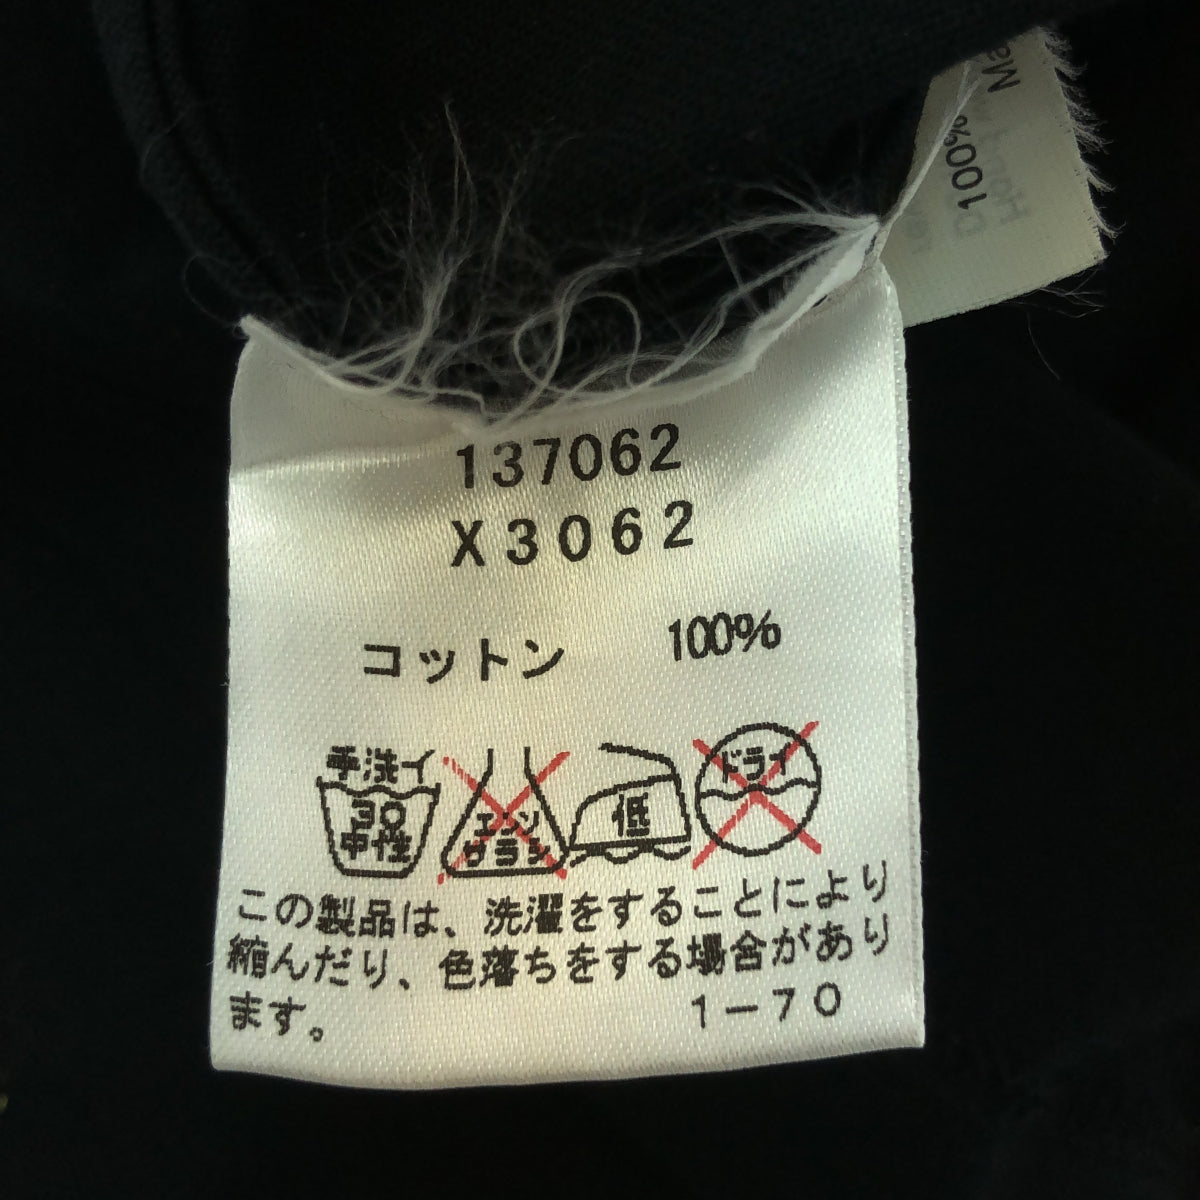 137062
X3062
コットン 100%
手洗イ
30
中性
エンソ
サラシ
低
ドライ
この製品は、洗濯をすることにより
縮んだり、色落ちをする場合があり
ます。 1-70
100%
Ma